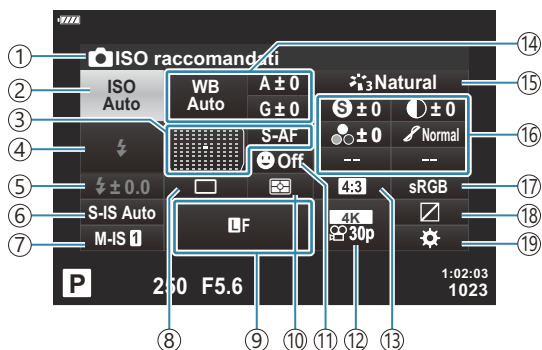 ① ISO raccomandati
② ISO Auto
WB Auto
A±0
G±0
⑭
3Natural ⑮
③
S-AF
S±0
±0
⑯
④
±0
Normal
Off
--
--
⑤ ±0.0
4:3
sRGB ⑰
⑥ S-IS Auto
⑱
⑦ M-IS 1
LF
4K
30p
⑲
P
250 F5.6
1:02:03
1023
⑧ ⑨ ⑩ ⑪ ⑫ ⑬